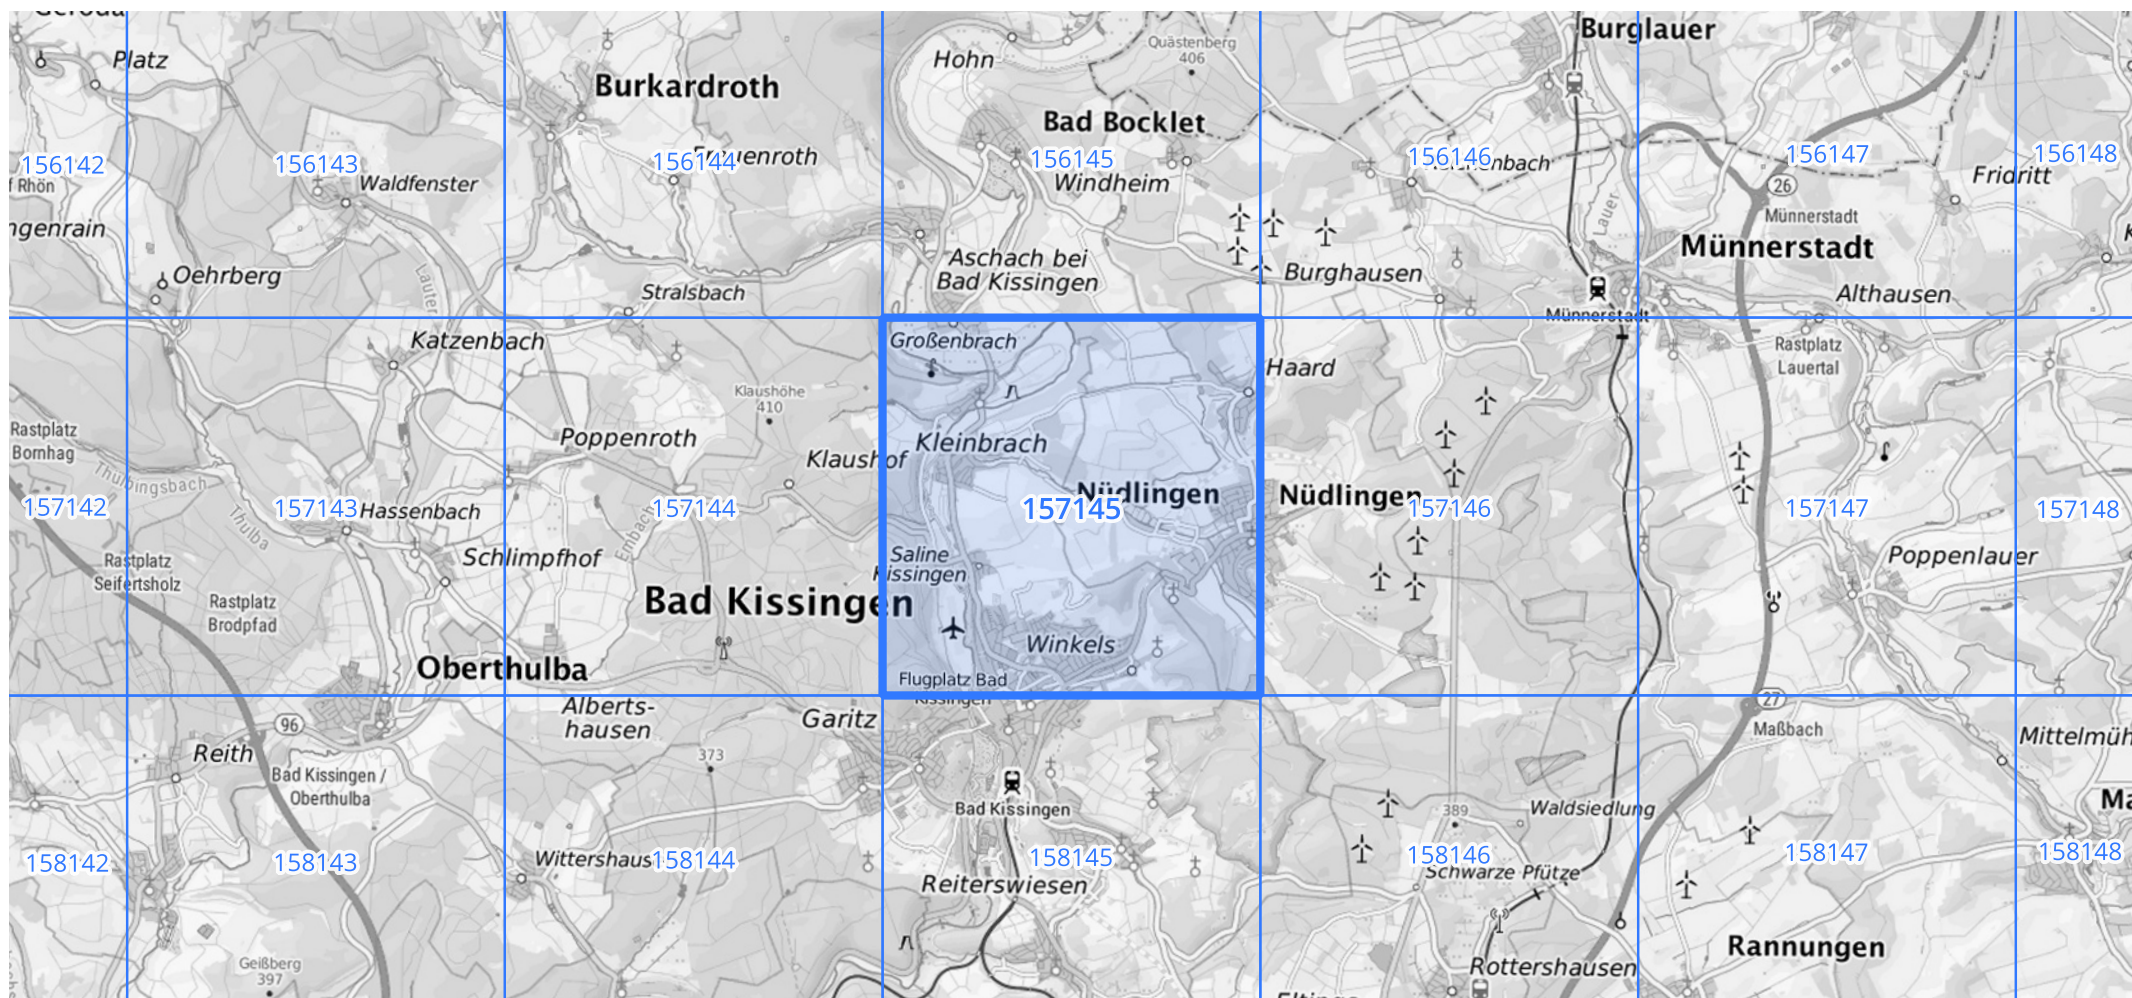 Platz
Burkardroth
Hohn
Quästenberg
406
Burglauer
Bad Bocklet
156142
156143
156144
156145
156146
156147
156148
f Rhön
Waldfenster
Windheim
26
Münnerstadt
Fridritt
ngenrain
Lauer
Münnerstadt
Oehrberg
Lauter
Stralsbach
Aschach bei
Bad Kissingen
Burghausen
Althausen
Münnerstadt
Katzenbach
Großenbrach
Haard
Rastplatz
Lauertal
Klaushöhe
410
Rastplatz
Bornhag
Poppenroth
Klaushof
Kleinbrach
Thulbingsbach
Nüdlingen
Nüdlingen
157142
157143
157144
157145
157146
157147
157148
Hassenbach
Thulba
Embach
Rastplatz
Seifertsholz
Schlimpfhof
Saline
Kissingen
Poppenlauer
Rastplatz
Brodpfad
Bad Kissingen
Winkels
Oberthulba
Flugplatz Bad
Kissingen
Alberts-
hausen
Garitz
27
Maßbach
96
Reith
373
Bad Kissingen /
Oberthulba
Bad Kissingen
389
Waldsiedlung
158142
158143
158144
158145
158146
158147
158148
Schwarze Pfütze
Reiterswiesen
Rannungen
Geißberg
397
Rottershausen